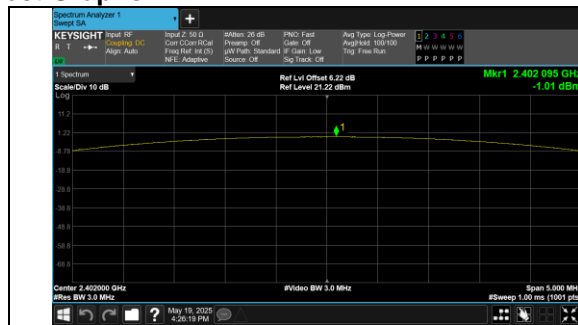 Spectrum Analyzer 1
Swept SA
+
KEYSIGHT
R T
Input: RF
Coupling: DC
Align: Auto
Input Z: 50 Ω
Corr CCorr RCal
Freq Ref: Int (S)
NFE: Adaptive
#Atten: 26 dB
Preamp: Off
µW Path: Standard
Source: Off
PNO: Fast
Gate: Off
IF Gain: Low
Sig Track: Off
Avg Type: Log-Power
Avg|Hold: 100/100
Trig: Free Run
1 2 3 4 5 6
M W W W W W
P P P P P P
1 Spectrum
Scale/Div 10 dB
Log
Ref Lvl Offset 6.22 dB
Ref Level 21.22 dBm
Mkr1 2.402 095 GHz
-1.01 dBm
11.2
1.22
-8.78
-18.8
-28.8
-38.8
-48.8
-58.8
-68.8
1
Center 2.402000 GHz
#Res BW 3.0 MHz
#Video BW 3.0 MHz
Span 5.000 MH
#Sweep 1.00 ms (1001 pts
?
May 19, 2025
4:26:19 PM